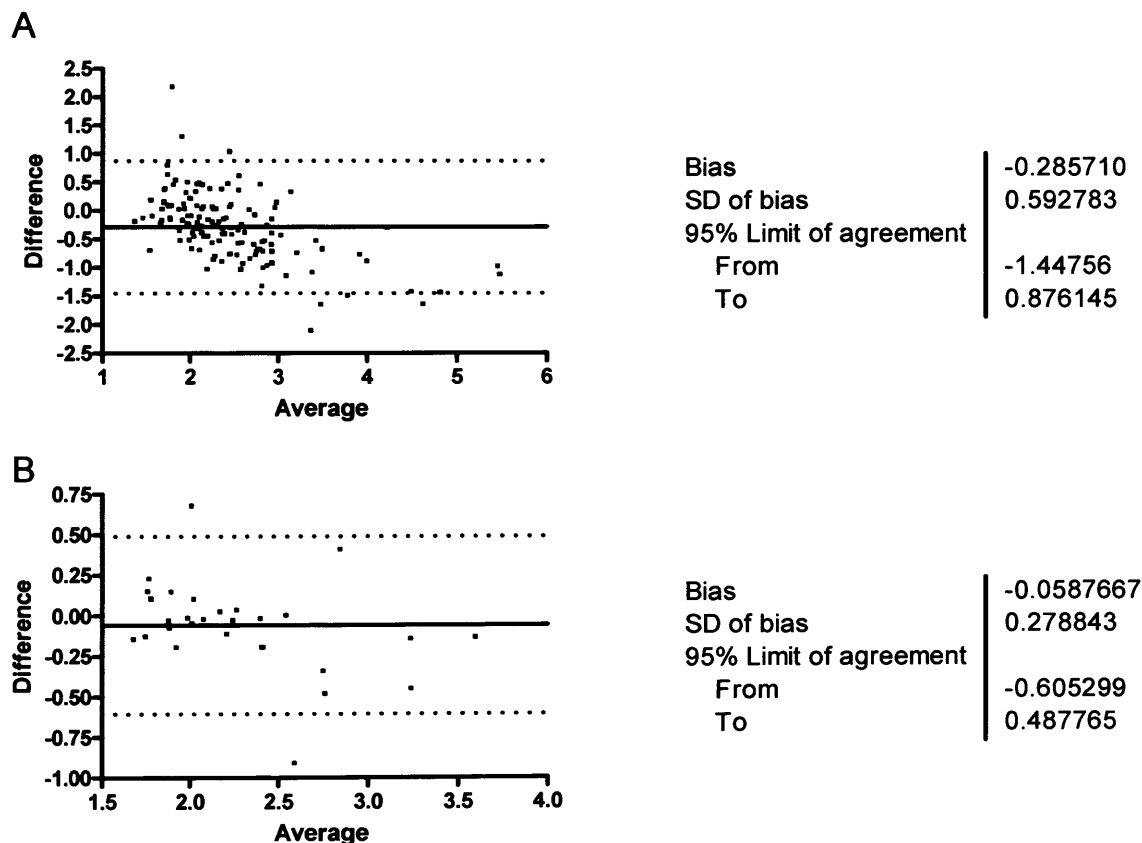 A
2.5
2.0
1.5
1.0
0.5
0.0
-0.5
-1.0
-1.5
-2.0
-2.5
Difference
1 2 3 4 5 6
Average
Bias -0.285710
SD of bias 0.592783
95% Limit of agreement
From -1.44756
To 0.876145
B
0.75
0.50
0.25
0.00
-0.25
-0.50
-0.75
-1.00
Difference
1.5 2.0 2.5 3.0 3.5 4.0
Average
Bias -0.0587667
SD of bias 0.278843
95% Limit of agreement
From -0.605299
To 0.487765